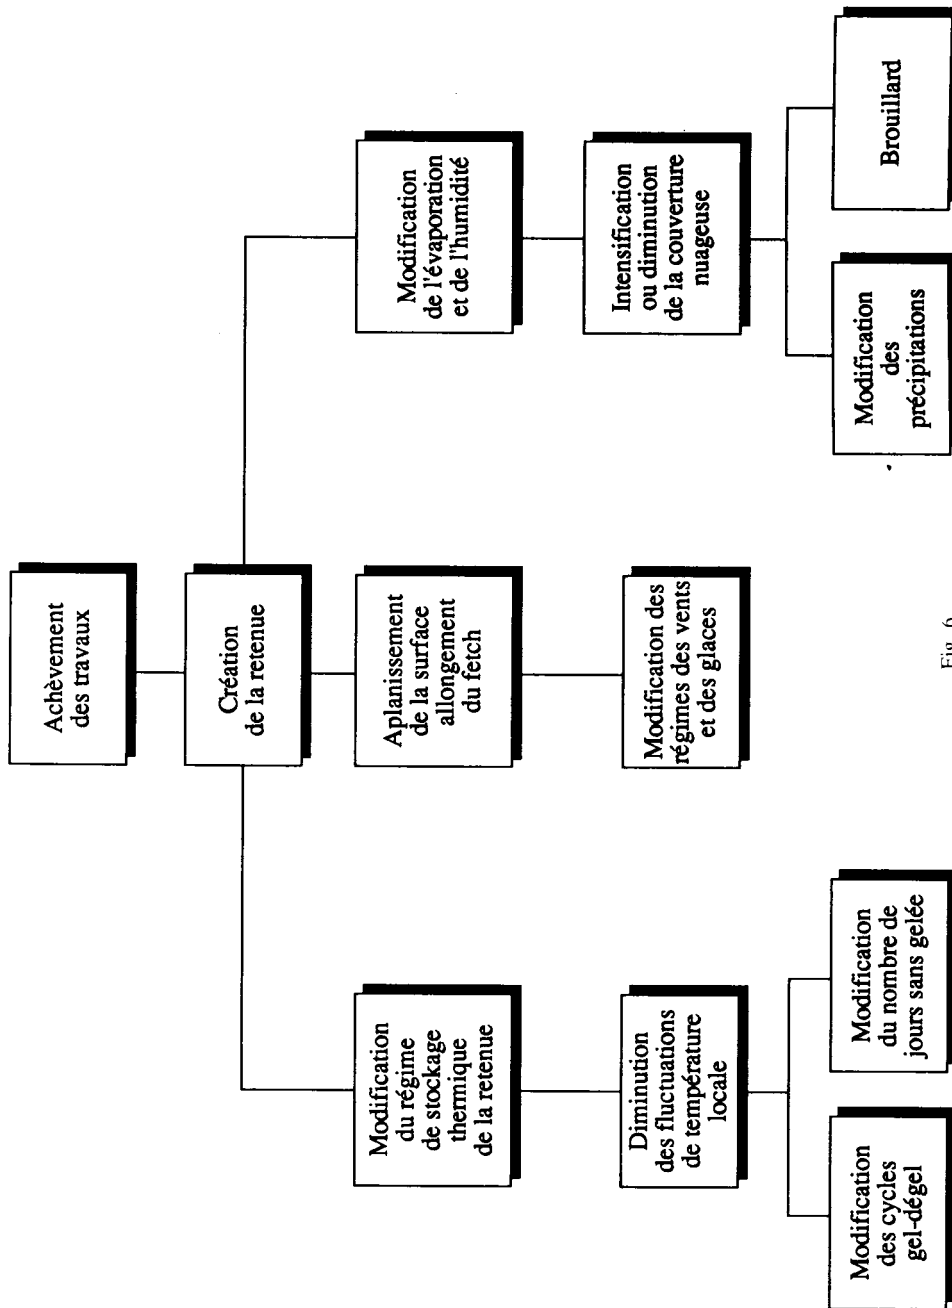 Achèvement
des travaux
Création
de la retenue
Modification
du régime
de stockage
thermique
de la retenue
Aplanissement
de la surface
allongement
du fetch
Modification
de l'évaporation
et de l'humidité
Diminution
des fluctuations
de température
locale
Modification des
régimes des vents
et des glaces
Intensification
ou diminution
de la couverture
nuageuse
Modification
des cycles
gel-dégel
Modification
du nombre de
jours sans gelée
Modification
des
précipitations
Brouillard
Fig. 6